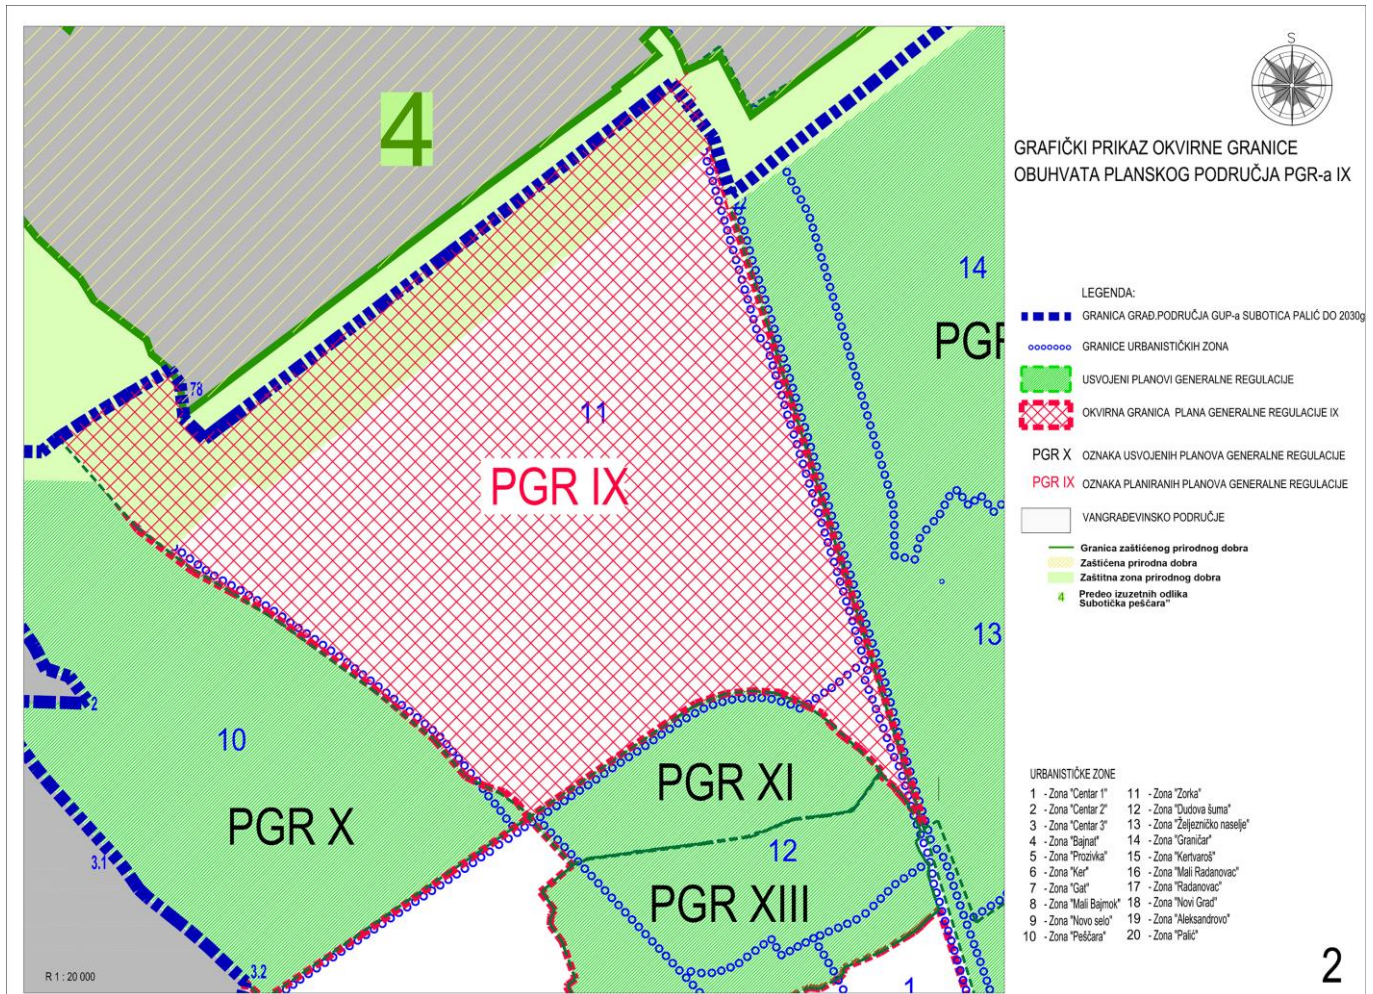 S
GRAFIČKI PRIKAZ OKVIRNE GRANICE
OBUHVATA PLANSKOG PODRUČJA PGR-a IX
LEGENDA:
GRANICA GRAĐ.PODRUČJA GUP-a SUBOTICA PALIĆ DO 2030g
GRANICE URBANISTIČKIH ZONA
USVOJENI PLANOVI GENERALNE REGULACIJE
OKVIRNA GRANICA PLANA GENERALNE REGULACIJE IX
PGR X OZNAKA USVOJENIH PLANOVA GENERALNE REGULACIJE
PGR IX OZNAKA PLANIRANIH PLANOVA GENERALNE REGULACIJE
VANGRAĐEVINSKO PODRUČJE
Granica zaštićenog prirodnog dobra
Zaštićena prirodna dobra
Zaštitna zona prirodnog dobra
4 Predeo izuzetnih odlika
Subotička peščara"
4
14
PGR
78
11
PGR IX
13
2
10
PGR X
PGR XI
12
PGR XIII
3.1
3.2
1
R 1 : 20 000
URBANISTIČKE ZONE
1 - Zona "Centar 1"
2 - Zona "Centar 2"
3 - Zona "Centar 3"
4 - Zona "Bajnat"
5 - Zona "Prozivka"
6 - Zona "Ker"
7 - Zona "Gat"
8 - Zona "Mali Bajmok"
9 - Zona "Novo selo"
10 - Zona "Peščara"
11 - Zona "Zorka"
12 - Zona "Dudova šuma"
13 - Zona "Željezničko naselje"
14 - Zona "Graničar"
15 - Zona "Kertvaroš"
16 - Zona "Mali Radanovac"
17 - Zona "Radanovac"
18 - Zona "Novi Grad"
19 - Zona "Aleksandrovo"
20 - Zona "Palić"
2